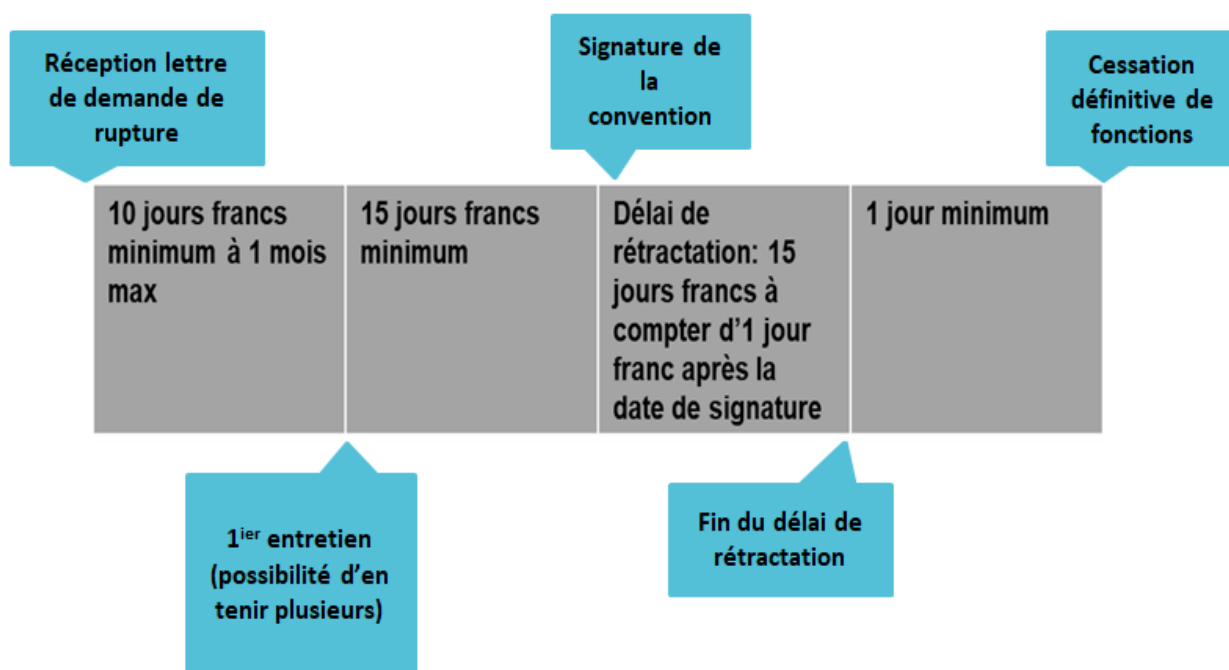 Réception lettre
de demande de
rupture
Signature de
la
convention
Cessation
définitive de
fonctions
10 jours francs
minimum à 1 mois
max
15 jours francs
minimum
Délai de
rétractation: 15
jours francs à
compter d'1 jour
franc après la
date de signature
1 jour minimum
1ier entretien
(possibilité d'en
tenir plusieurs)
Fin du délai de
rétractation